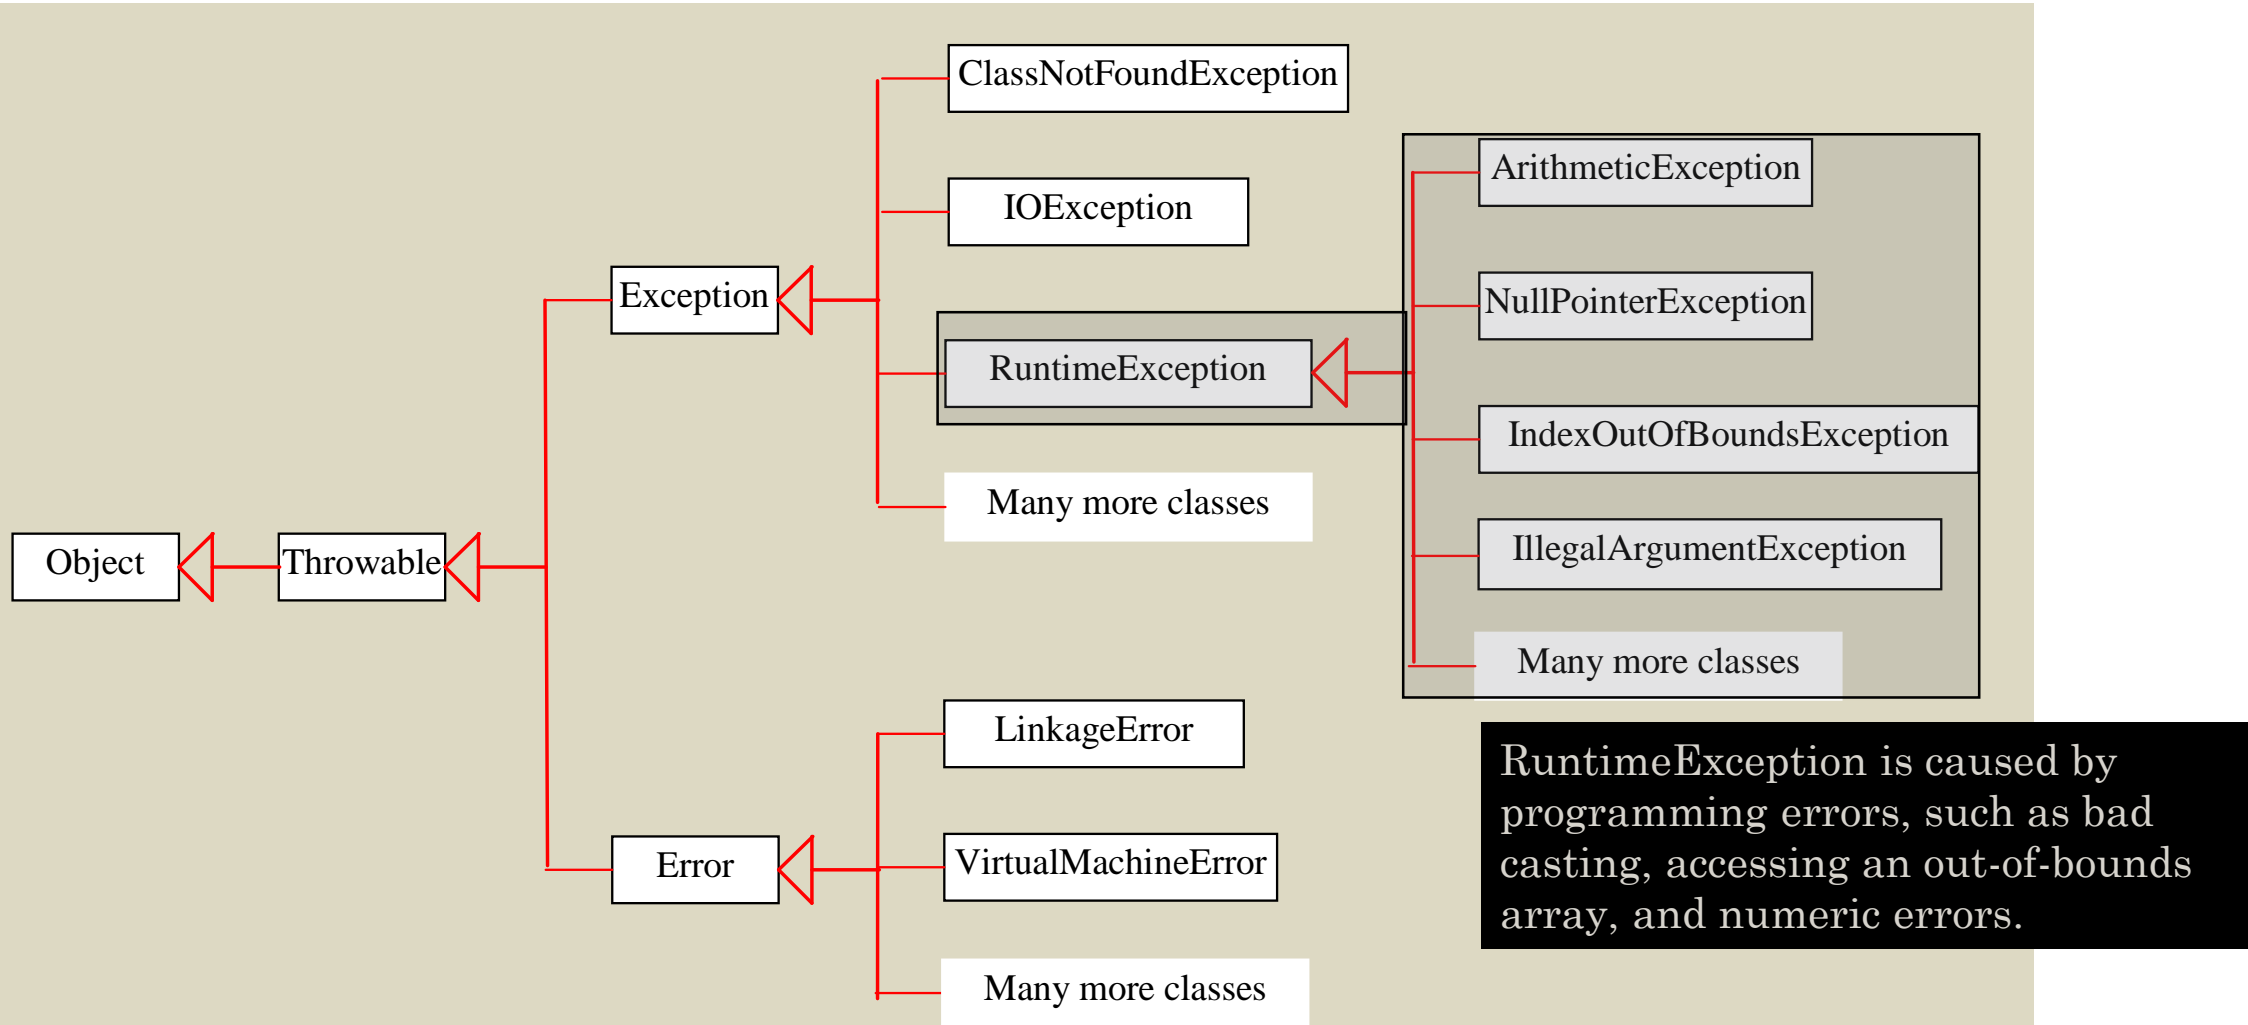 ClassNotFoundException
ArithmeticException
IOException
NullPointerException
Exception
RuntimeException
IndexOutOfBoundsException
Many more classes
Object
Throwable
IllegalArgumentException
Many more classes
LinkageError
VirtualMachineError
Error
Many more classes
RuntimeException is caused by
programming errors, such as bad
casting, accessing an out-of-bounds
array, and numeric errors.